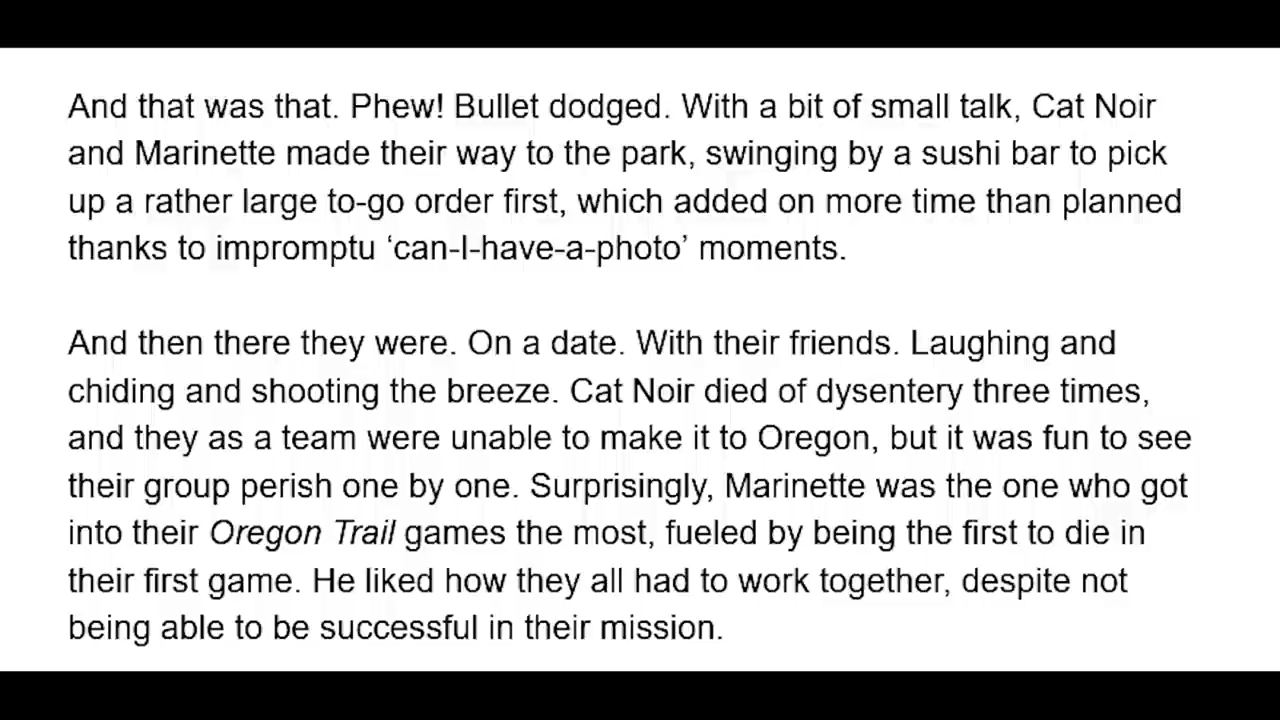 And that was that. Phew! Bullet dodged. With a bit of small talk, Cat Noir
and Marinette made their way to the park, swinging by a sushi bar to pick
up a rather large to-go order first, which added on more time than planned
thanks to impromptu ‘can-I-have-a-photo’ moments.
And then there they were. On a date. With their friends. Laughing and
chiding and shooting the breeze. Cat Noir died of dysentery three times,
and they as a team were unable to make it to Oregon, but it was fun to see
their group perish one by one. Surprisingly, Marinette was the one who got
into their Oregon Trail games the most, fueled by being the first to die in
their first game. He liked how they all had to work together, despite not
being able to be successful in their mission.